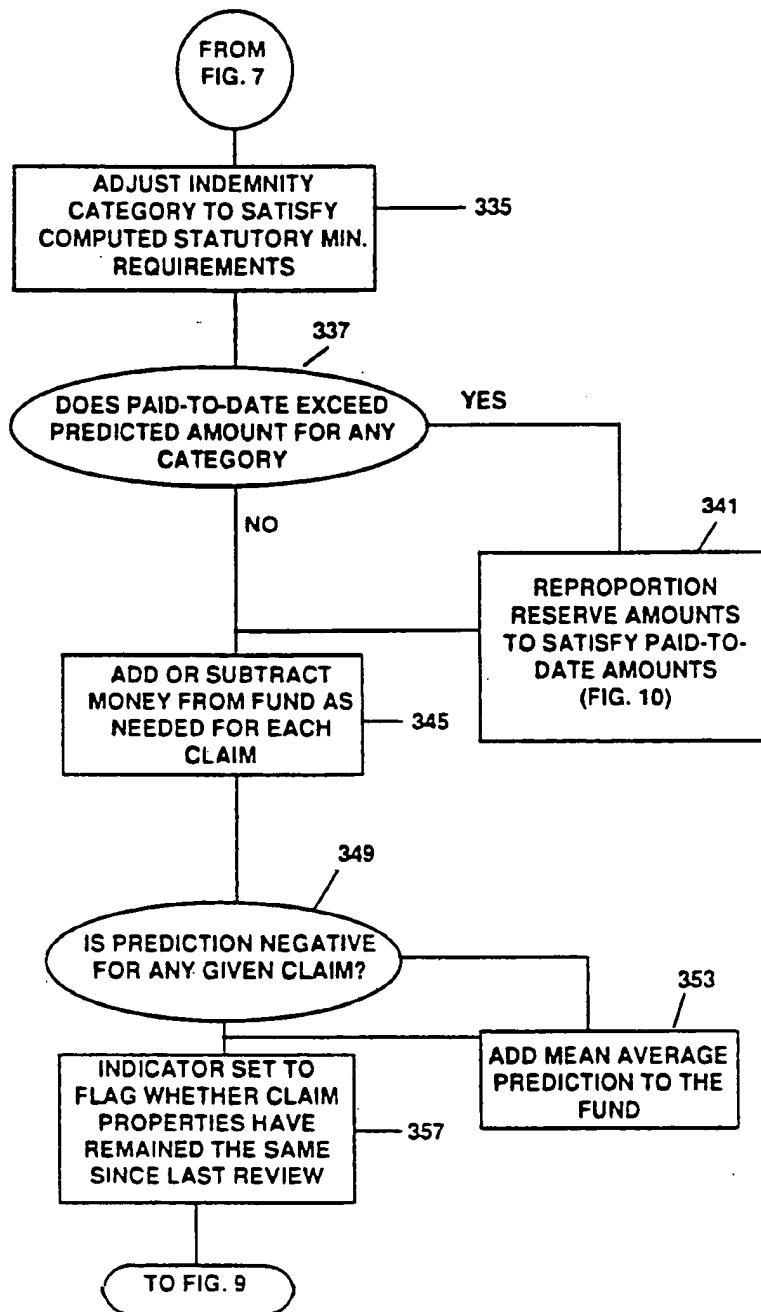 FROM
FIG. 7
ADJUST INDEMNITY
CATEGORY TO SATISFY
COMPUTED STATUTORY MIN.
REQUIREMENTS
335
337
DOES PAID-TO-DATE EXCEED
PREDICTED AMOUNT FOR ANY
CATEGORY
YES
NO
341
REPROPORTION
RESERVE AMOUNTS
TO SATISFY PAID-TO-
DATE AMOUNTS
(FIG. 10)
ADD OR SUBTRACT
MONEY FROM FUND AS
NEEDED FOR EACH
CLAIM
345
349
IS PREDICTION NEGATIVE
FOR ANY GIVEN CLAIM?
353
ADD MEAN AVERAGE
PREDICTION TO THE
FUND
INDICATOR SET TO
FLAG WHETHER CLAIM
PROPERTIES HAVE
REMAINED THE SAME
SINCE LAST REVIEW
357
TO FIG. 9